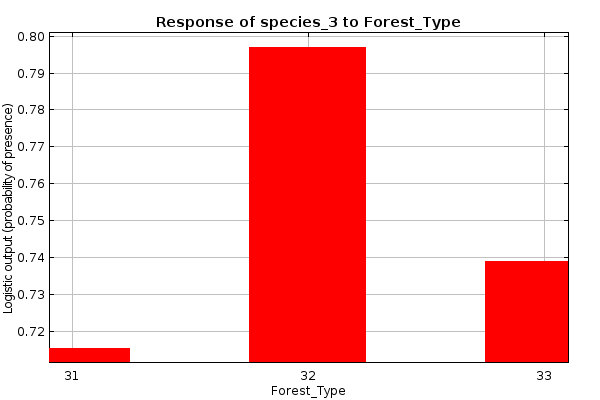 Response of species_3 to Forest_Type
Logistic output (probability of presence)
0.80
0.79
0.78
0.77
0.76
0.75
0.74
0.73
0.72
31 32 33
Forest_Type